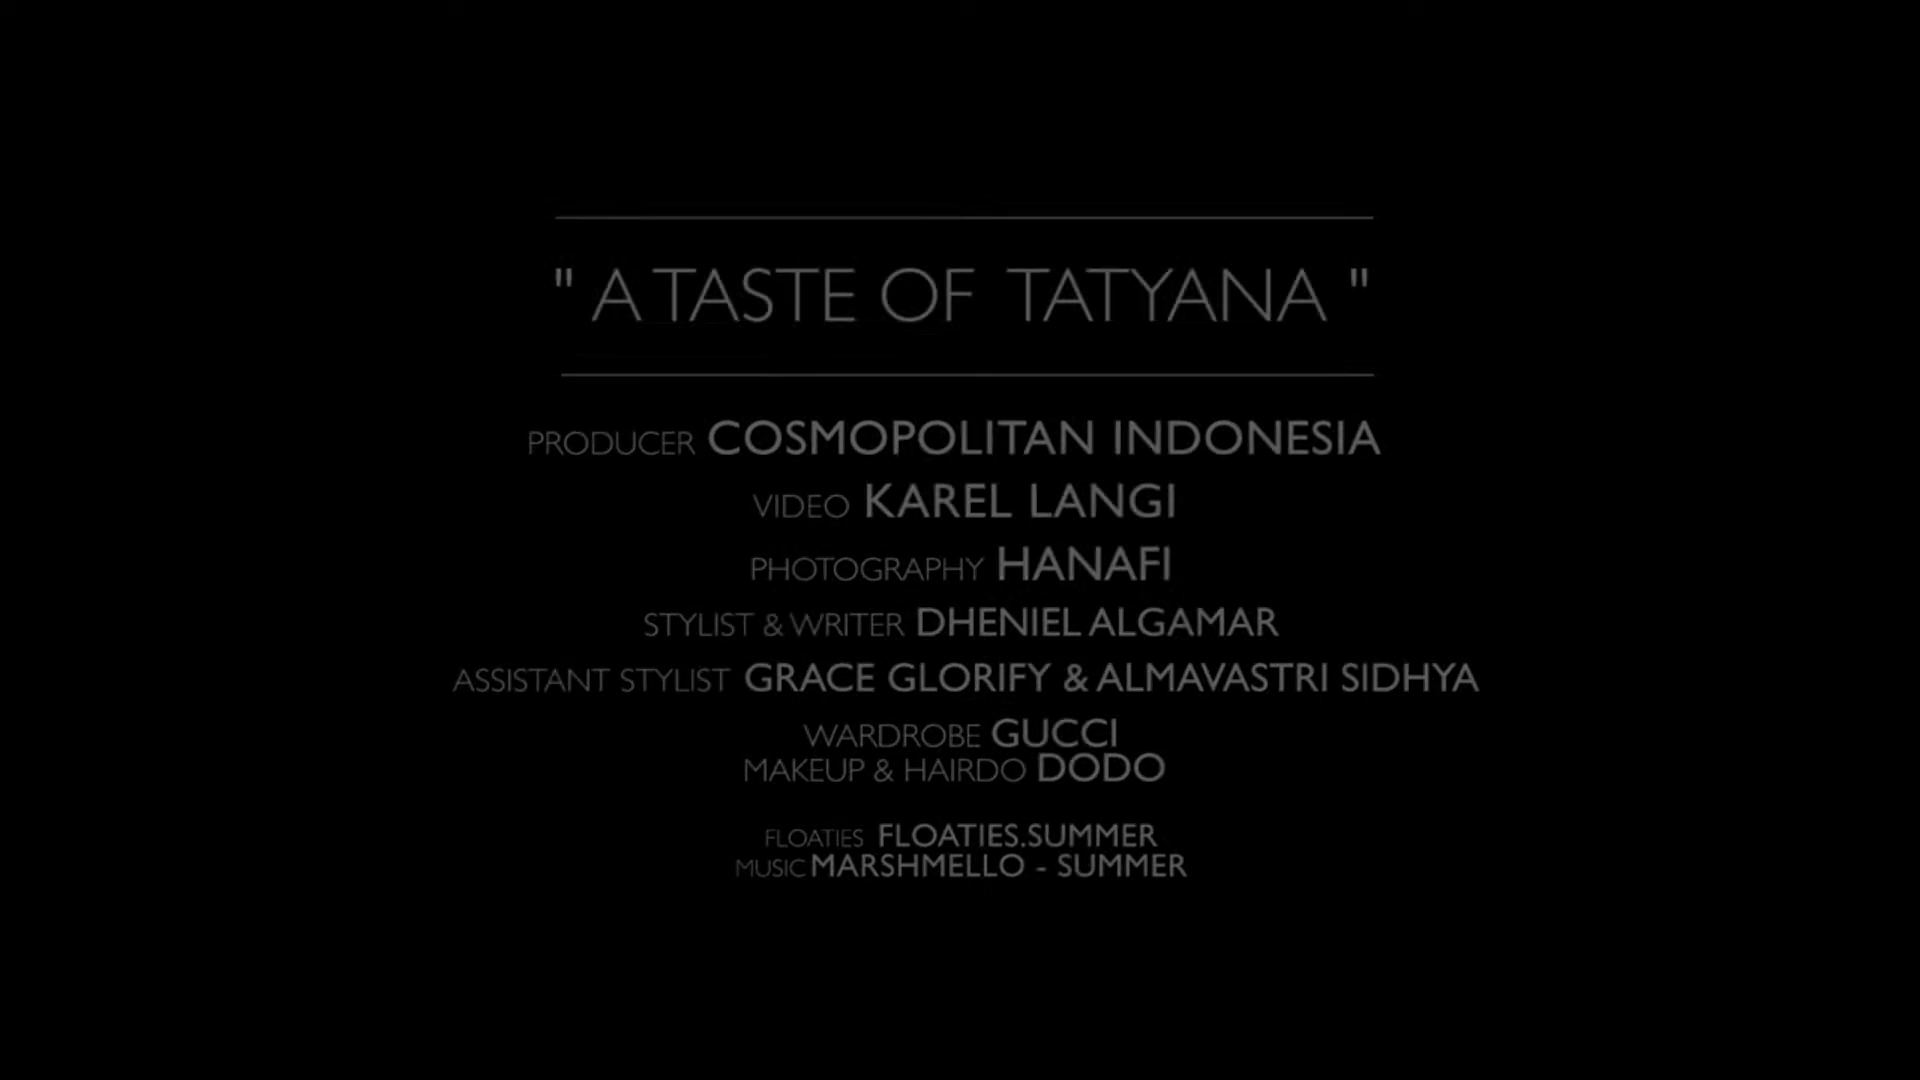 " A TASTE OF TATYANA "
PRODUCER COSMOPOLITAN INDONESIA
VIDEO KAREL LANGI
PHOTOGRAPHY HANAFI
STYLIST & WRITER DHENIEL ALGAMAR
ASSISTANT STYLIST GRACE GLORIFY & ALMAVASTRI SIDHYA
WARDROBE GUCCI
MAKEUP & HAIRDO DODO
FLOATIES FLOATIES.SUMMER
MUSIC MARSHMELLO - SUMMER